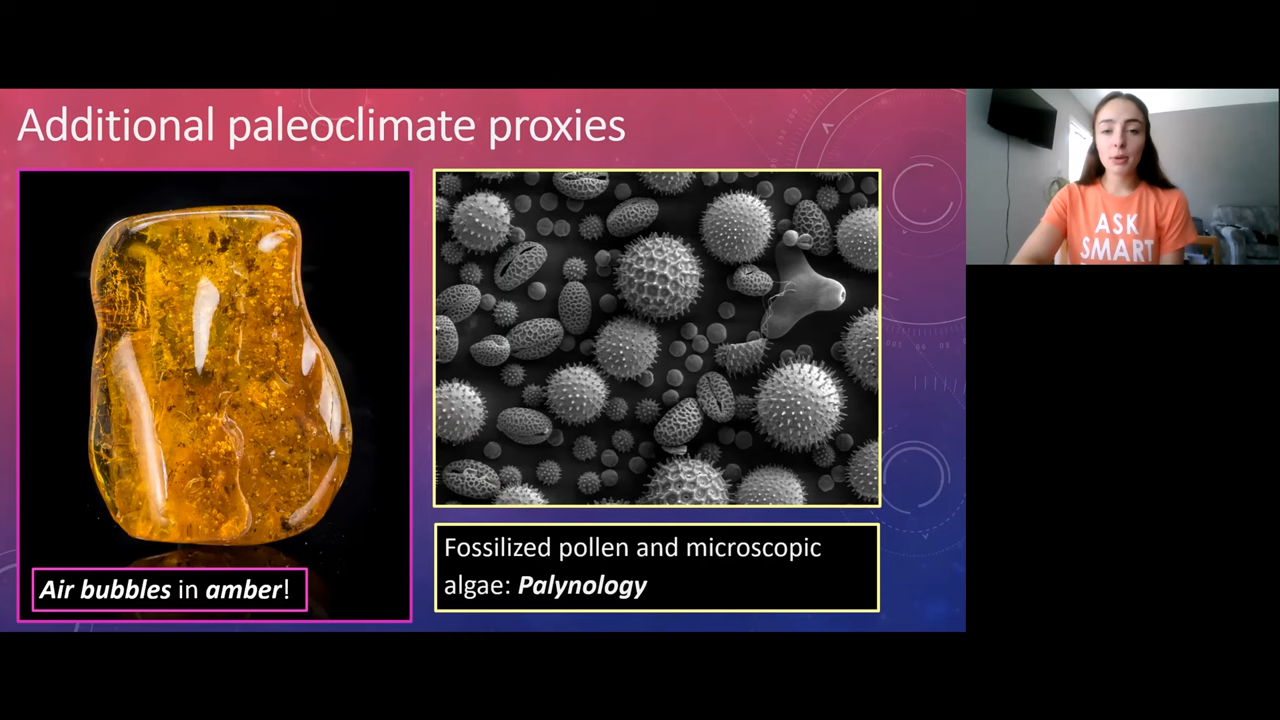 Additional paleoclimate proxies
Air bubbles in amber!
Fossilized pollen and microscopic
algae: Palynology
ASK
SMART